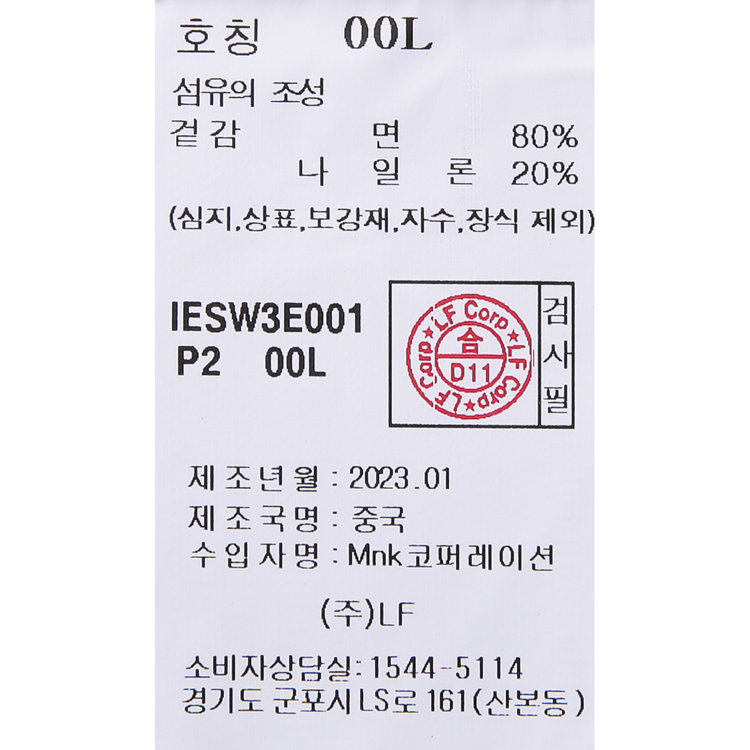 호칭 00L
섬유의 조성
겉감 면 80%
나일론 20%
(심지,상표,보강재,자수,장식 제외)
IESW3E001
P2 00L
LF Corp★LF Corp★LF Corp★
合
D11
검사필
제조년월 : 2023.01
제조국명 : 중국
수입자명 : Mnk코퍼레이션
(주)LF
소비자상담실: 1544-5114
경기도 군포시 LS로 161(산본동)